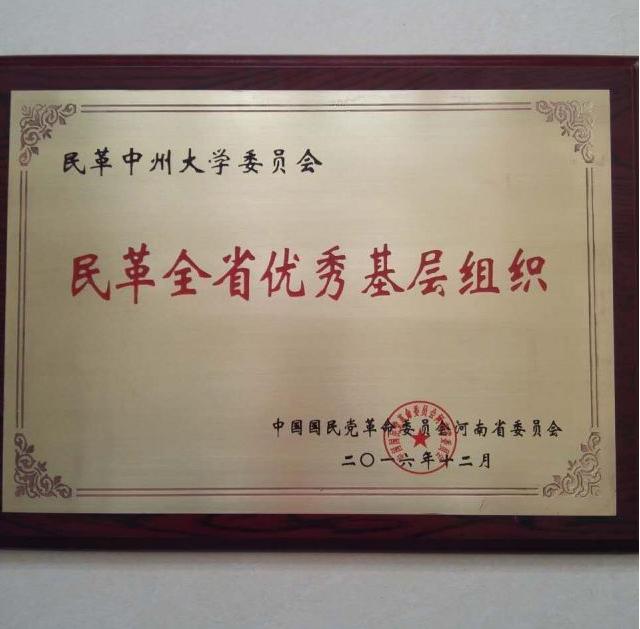 民革中州大学委员会
民革全省优秀基层组织
中国国民党革命委员会河南省委员会
二〇一六年十二月